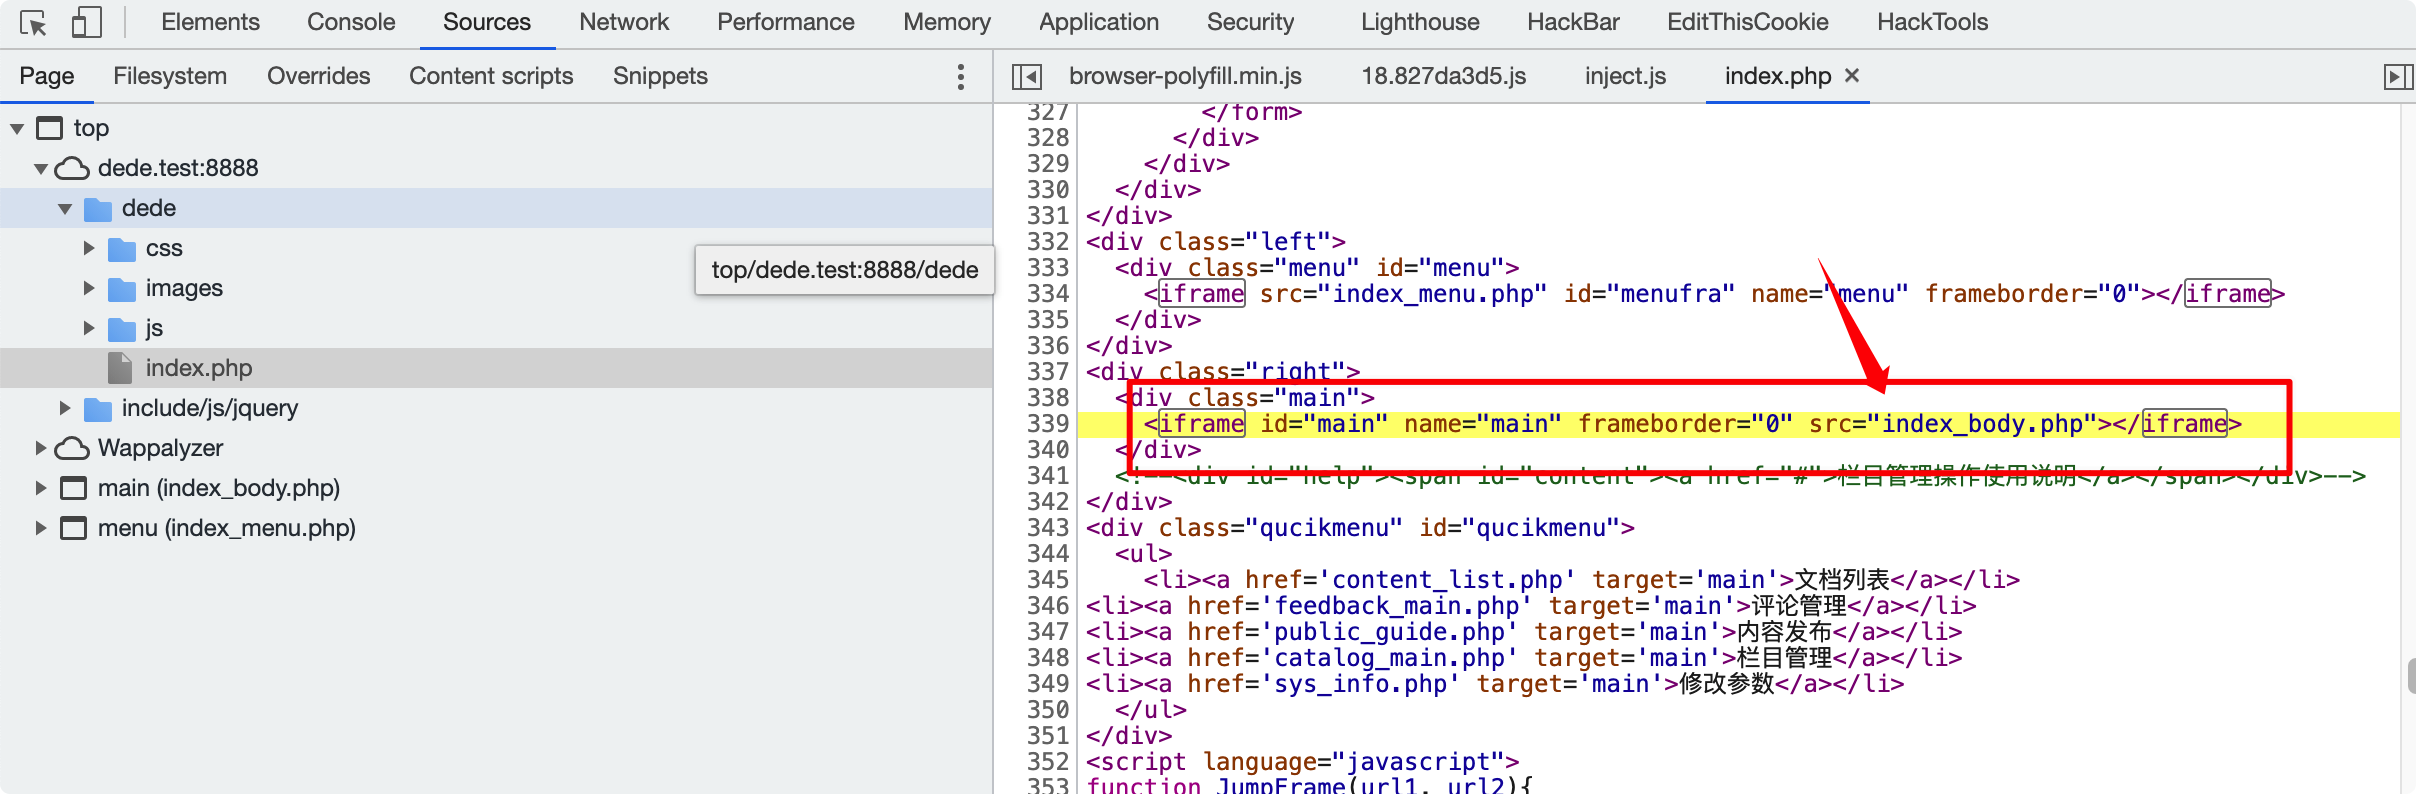 Elements Console Sources Network Performance Memory Application Security Lighthouse HackBar EditThisCookie HackTools
Page Filesystem Overrides Content scripts Snippets
browser-polyfill.min.js 18.827da3d5.js inject.js index.php ×
top
dede.test:8888
dede
css
images
js
index.php
include/js/jquery
Wappalyzer
main (index_body.php)
menu (index_menu.php)
top/dede.test:8888/dede
327 </form>
328 </div>
329 </div>
330 </div>
331 </div>
332 <div class="left">
333 <div class="menu" id="menu">
334 <iframe src="index_menu.php" id="menufra" name="menu" frameborder="0"></iframe>
335 </div>
336 </div>
337 <div class="right">
338 <div class="main">
339 <iframe id="main" name="main" frameborder="0" src="index_body.php"></iframe>
340 </div>
341 <!--<div id="help"><span id="content"><a href="#">栏目管理操作使用说明</a></span></div>-->
342 </div>
343 <div class="qucikmenu" id="qucikmenu">
344 <ul>
345 <li><a href='content_list.php' target='main'>文档列表</a></li>
346 <li><a href='feedback_main.php' target='main'>评论管理</a></li>
347 <li><a href='public_guide.php' target='main'>内容发布</a></li>
348 <li><a href='catalog_main.php' target='main'>栏目管理</a></li>
349 <li><a href='sys_info.php' target='main'>修改参数</a></li>
350 </ul>
351 </div>
352 <script language="javascript">
353 function JumpFrame(url1, url2){